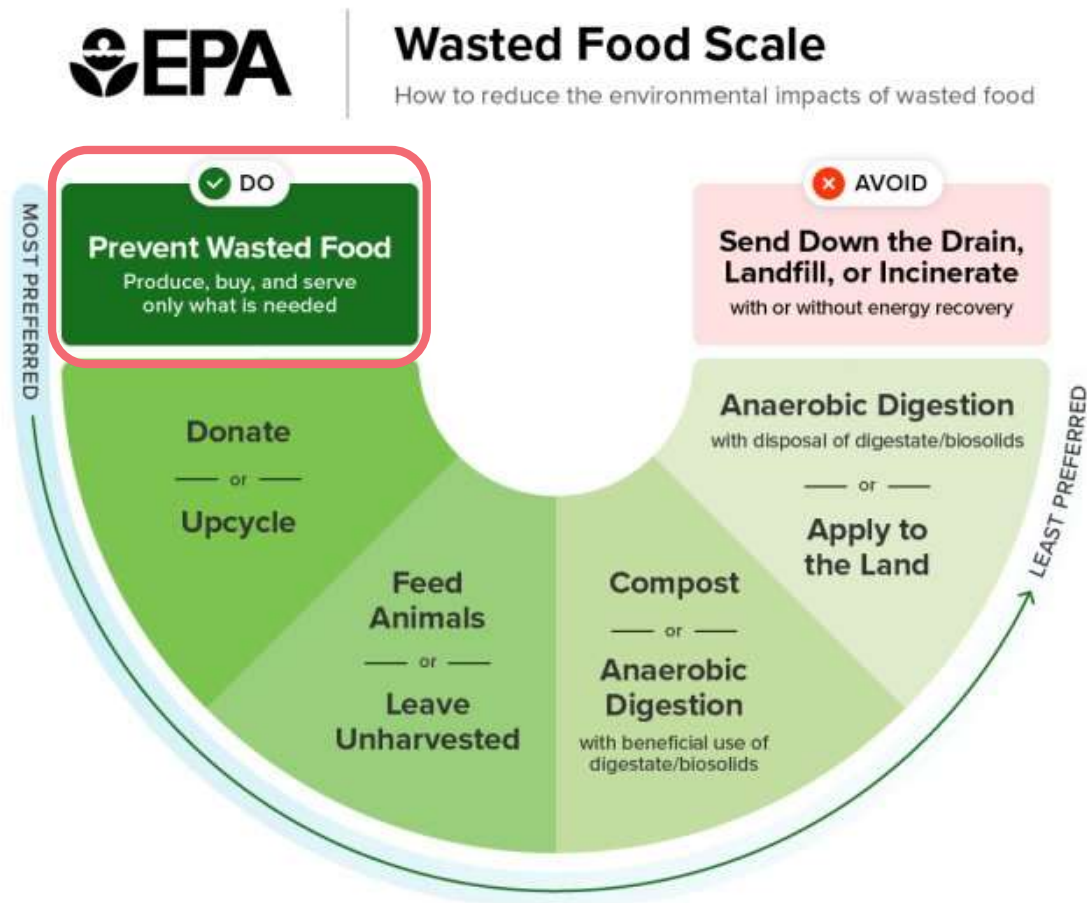 EPA
Wasted Food Scale
How to reduce the environmental impacts of wasted food
MOST PREFERRED
DO
Prevent Wasted Food
Produce, buy, and serve
only what is needed
Donate
or
Upcycle
Feed
Animals
or
Leave
Unharvested
Compost
or
Anaerobic
Digestion
with beneficial use of
digestate/biosolids
Anaerobic Digestion
with disposal of digestate/biosolids
or
Apply to
the Land
LEAST PREFERRED
AVOID
Send Down the Drain,
Landfill, or Incinerate
with or without energy recovery